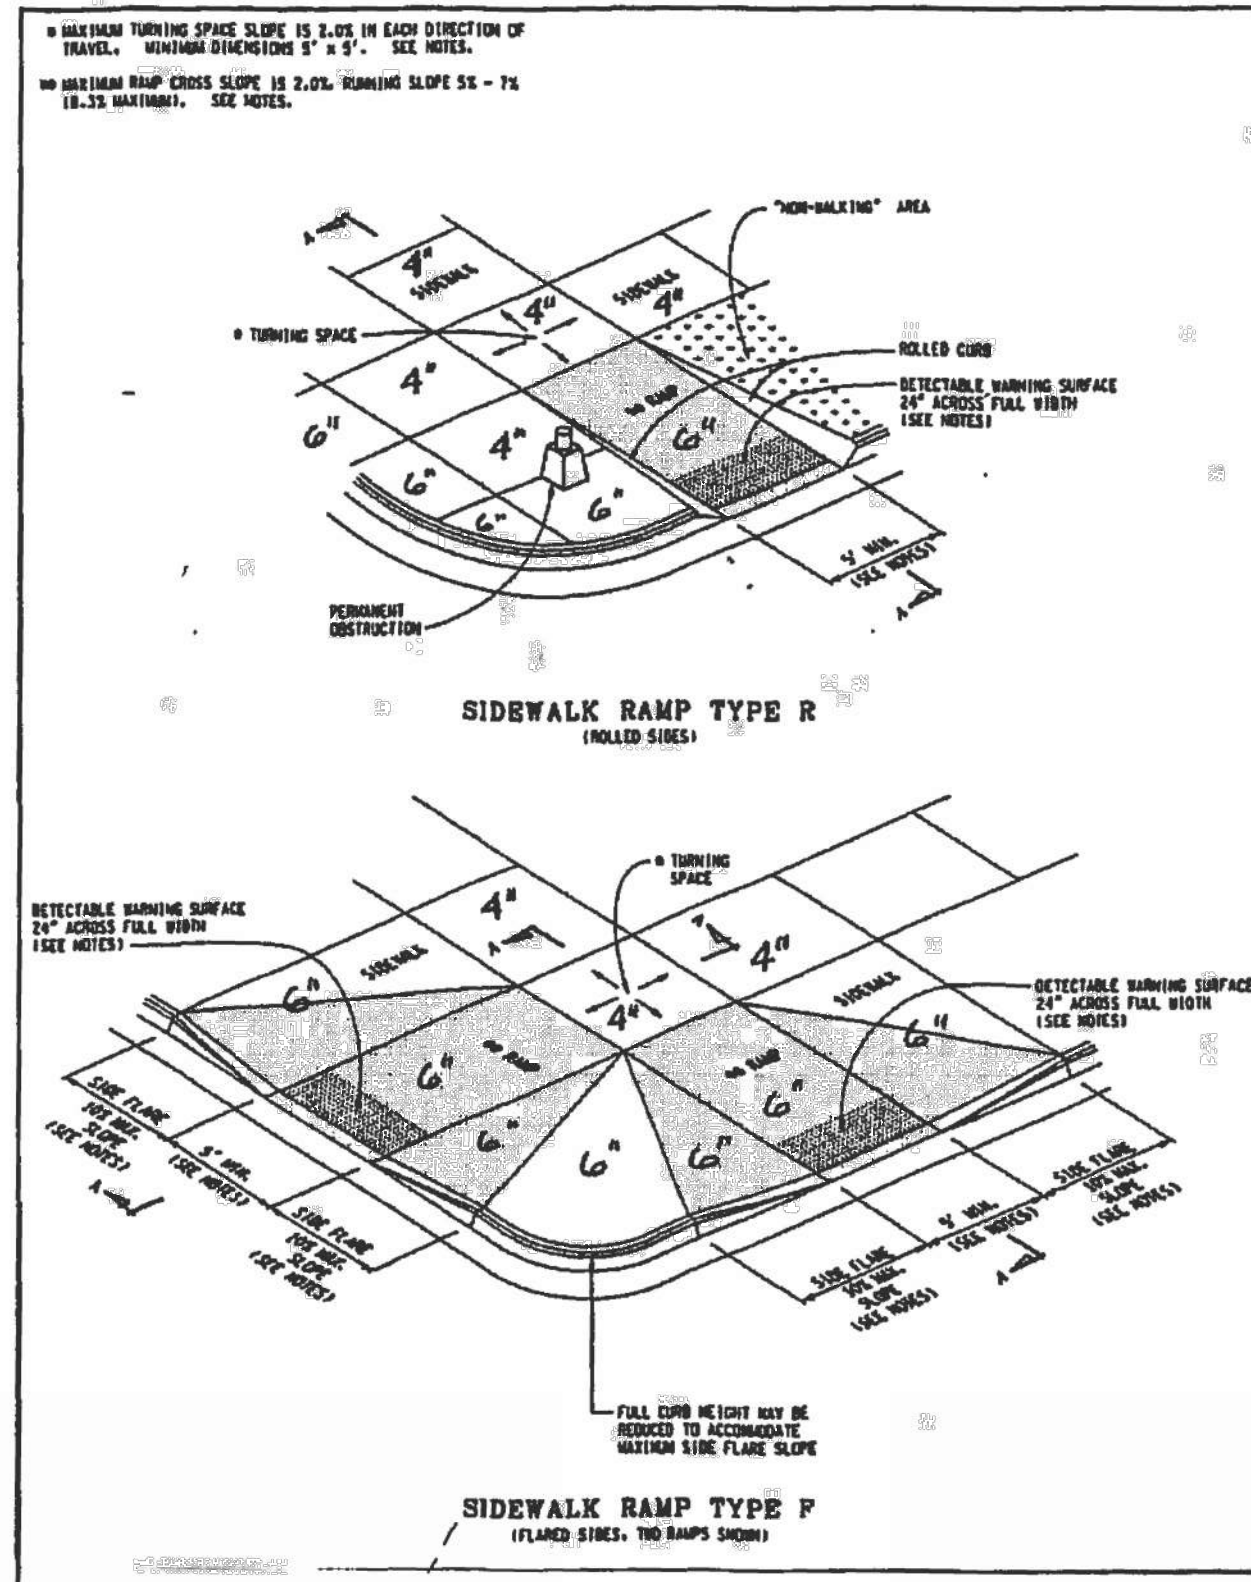 * MAXIMUM TURNING SPACE SLOPE IS 2.0% IN EACH DIRECTION OF
TRAVEL. MINIMUM DIMENSIONS 5' x 5'. SEE NOTES.
** MAXIMUM RAMP CROSS SLOPE IS 2.0%, RUNNING SLOPE 5% - 7%
(8.3% MAXIMUM). SEE NOTES.
"NON-WALKING" AREA
A
4"
SIDEWALK
SIDEWALK
4"
4"
* TURNING SPACE
ROLLED CURB
4"
DETECTABLE WARNING SURFACE
24" ACROSS FULL WIDTH
(SEE NOTES)
** RAMP
6"
6"
4"
6"
6"
6"
5' MIN.
(SEE NOTES)
A
PERMANENT
OBSTRUCTION
SIDEWALK RAMP TYPE R
(ROLLED SIDES)
* TURNING
SPACE
DETECTABLE WARNING SURFACE
24" ACROSS FULL WIDTH
(SEE NOTES)
4"
A
A
4"
SIDEWALK
SIDEWALK
DETECTABLE WARNING SURFACE
24" ACROSS FULL WIDTH
(SEE NOTES)
6"
4"
6"
** RAMP
** RAMP
6"
6"
6"
6"
6"
SIDE FLARE
10% MAX.
SLOPE
(SEE NOTES)
5' MIN.
(SEE NOTES)
A
SIDE FLARE
10% MAX.
SLOPE
(SEE NOTES)
SIDE FLARE
10% MAX.
SLOPE
(SEE NOTES)
5' MIN.
(SEE NOTES)
A
SIDE FLARE
10% MAX.
SLOPE
(SEE NOTES)
FULL CURB HEIGHT MAY BE
REDUCED TO ACCOMMODATE
MAXIMUM SIDE FLARE SLOPE
SIDEWALK RAMP TYPE F
(FLARED SIDES, TWO RAMPS SHOWN)